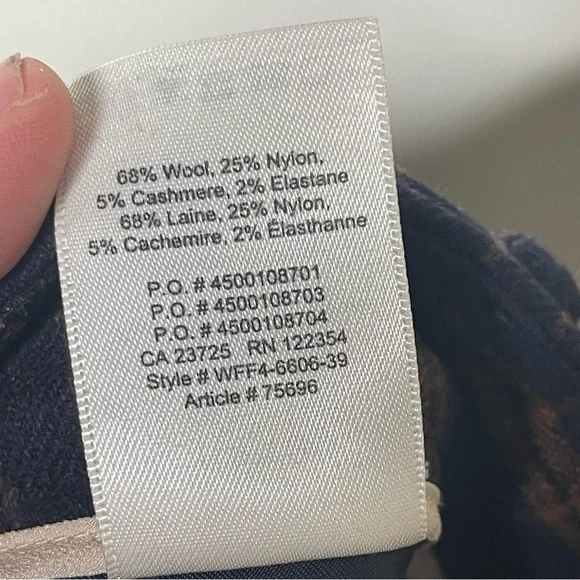 68% Wool, 25% Nylon,
5% Cashmere, 2% Elastane
68% Laine, 25% Nylon,
5% Cachemire, 2% Élasthanne
P.O. # 4500108701
P.O. # 4500108703
P.O. # 4500108704
CA 23725 RN 122354
Style # WFF4-6606-39
Article # 75696